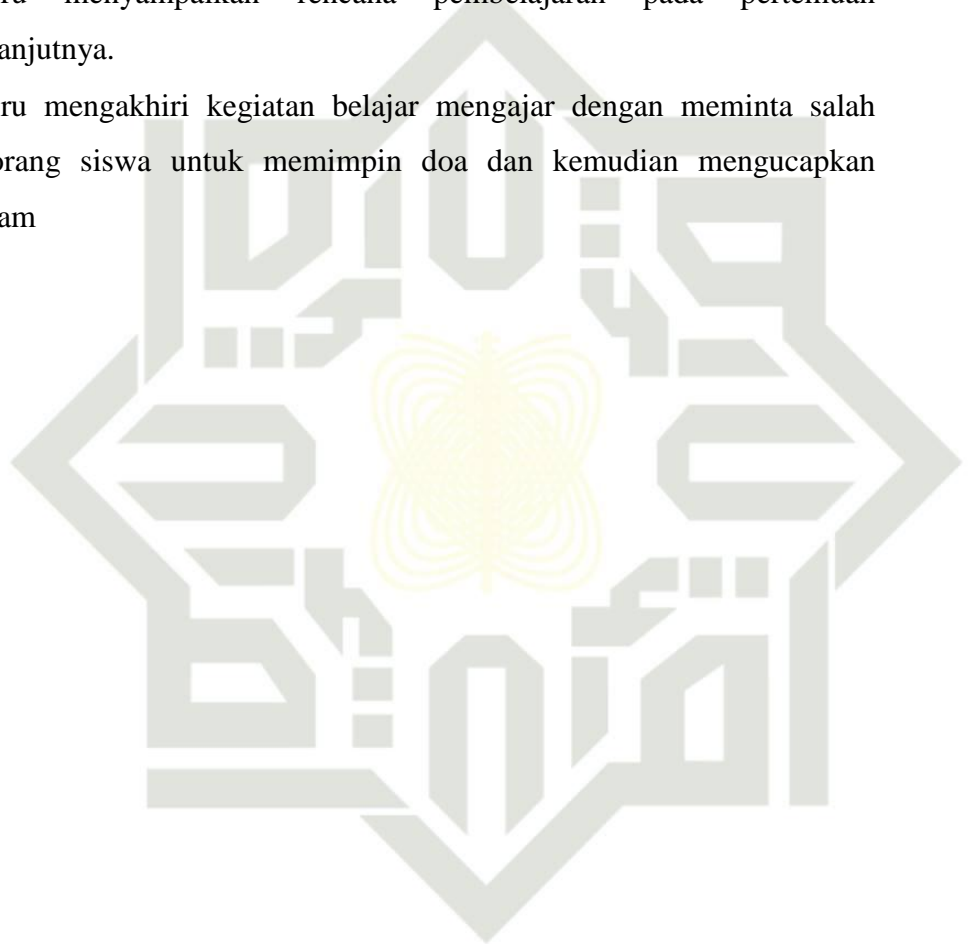 menyampaikan rencana pembelajaran pada pertemuan
anjutnya.
ru mengakhiri kegiatan belajar mengajar dengan meminta salah
orang siswa untuk memimpin doa dan kemudian mengucapkan
am